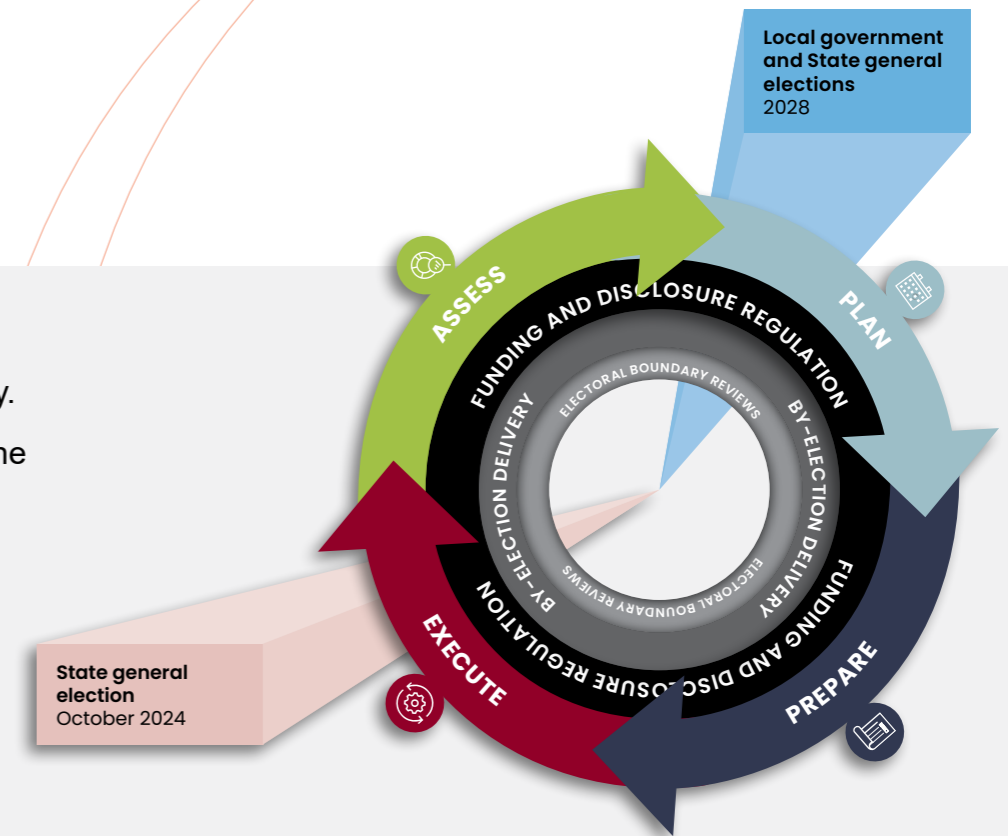 Local government
and State general
elections
2028
ASSESS
PLAN
FUNDING AND DISCLOSURE REGULATION
ELECTORAL BOUNDARY REVIEWS
BY-ELECTION DELIVERY
BY-ELECTION DELIVERY
y.
ne
ELECTORAL BOUNDARY REVIEWS
FUNDING AND DISCLOSURE REGULATION
EXECUTE
PREPARE
State general
election
October 2024